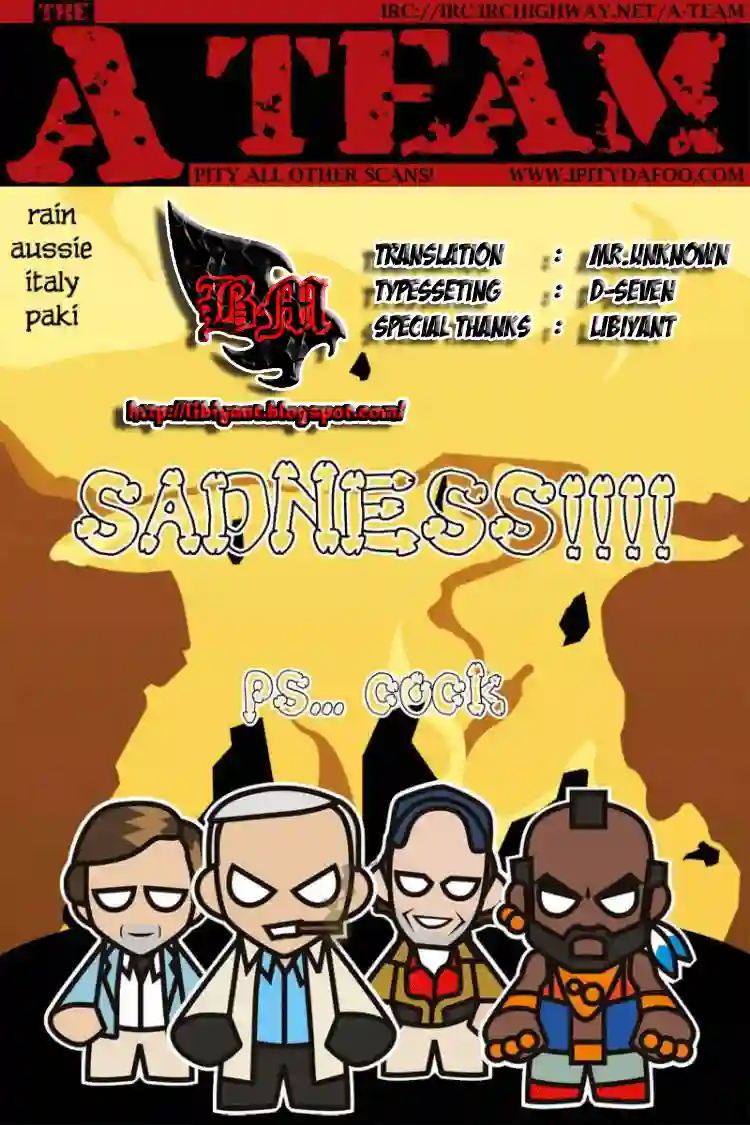 THE
IRC://IRC.IRCHIGHWAY.NET/A-TEAM
A TEAM
PITY ALL OTHER SCANS!
WWW.IPITYDAFOO.COM
rain
aussie
italy
paki
BM
TRANSLATION : MR.UNKNOWN
TYPESSETING : D-SEVEN
SPECIAL THANKS : LIBIYANT
http://libiyant.blogspot.com/
SADNESS!!!!
PS... COCK